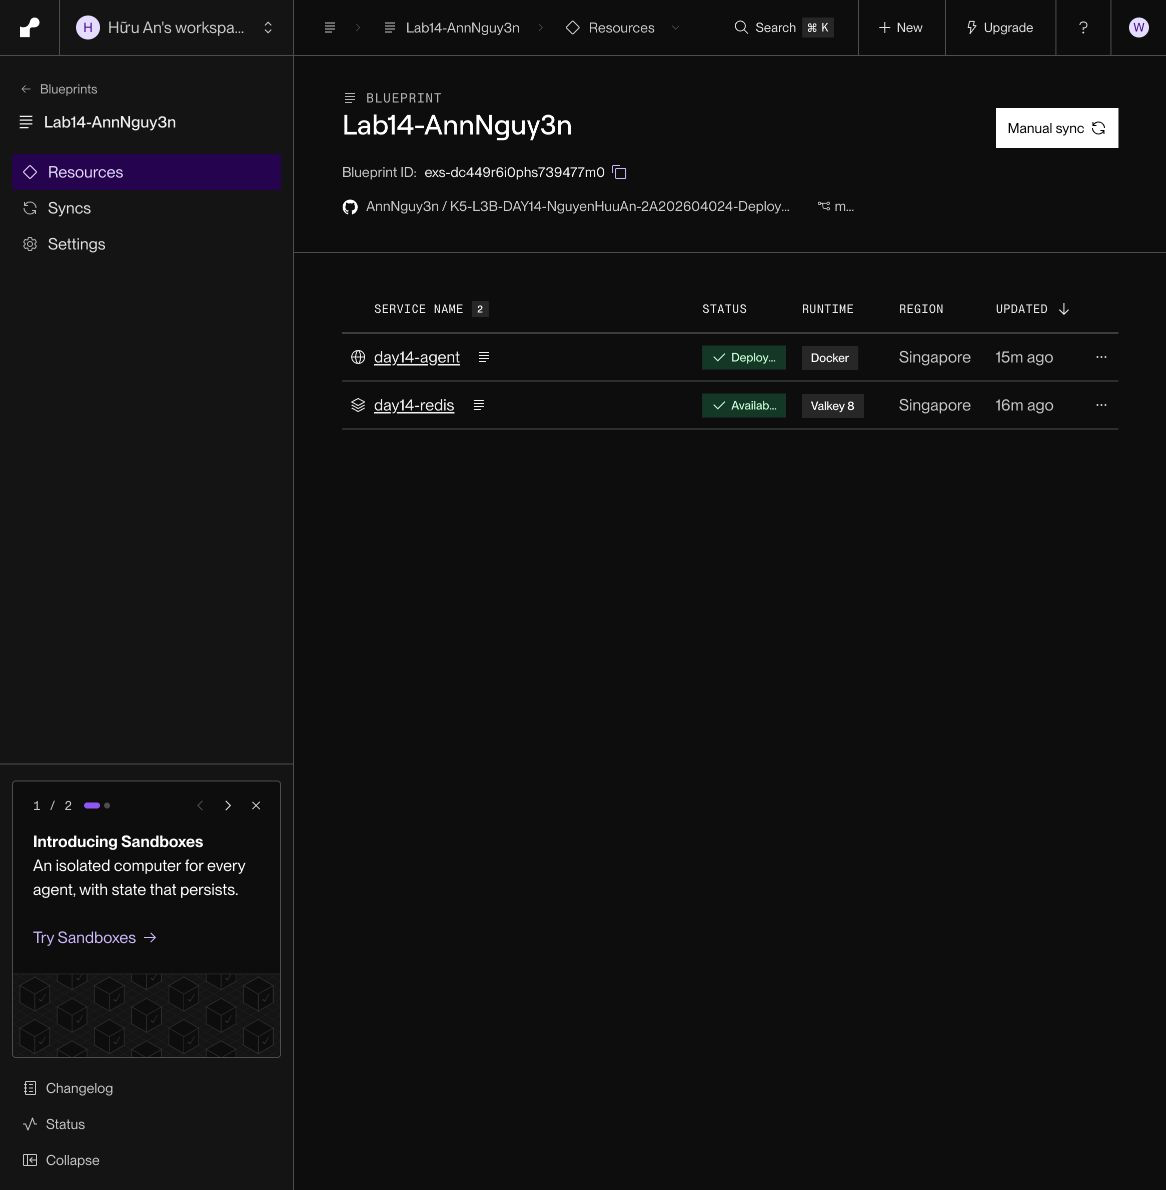 H Hữu An's workspa...
Lab14-AnnNguy3n
Resources
Search ⌘ K
New
Upgrade
?
W
Blueprints
Lab14-AnnNguy3n
Resources
Syncs
Settings
BLUEPRINT
Lab14-AnnNguy3n
Manual sync
Blueprint ID: exs-dc449r6i0phs739477m0
AnnNguy3n / K5-L3B-DAY14-NguyenHuuAn-2A202604024-Deploy... m...
SERVICE NAME 2 STATUS RUNTIME REGION UPDATED
day14-agent Deploy... Docker Singapore 15m ago ...
day14-redis Availab... Valkey 8 Singapore 16m ago ...
1 / 2
Introducing Sandboxes
An isolated computer for every
agent, with state that persists.
Try Sandboxes
Changelog
Status
Collapse